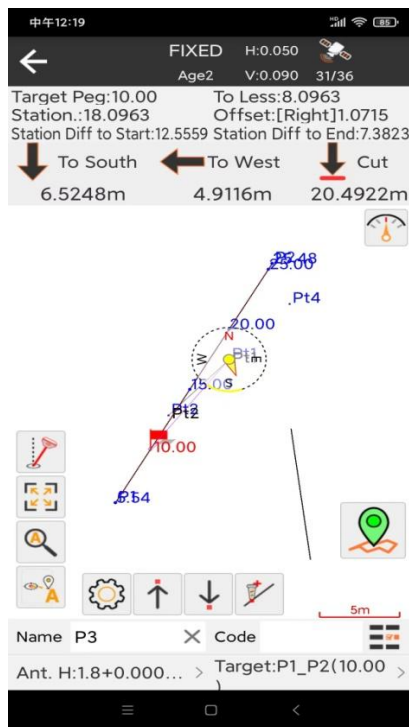 中午12:19
HD
85
FIXED H:0.050
Age2 V:0.090 31/36
Target Peg:10.00 To Less:8.0963
Station.:18.0963 Offset:[Right]1.0715
Station Diff to Start:12.5559 Station Diff to End:7.3823
To South To West Cut
6.5248m 4.9116m 20.4922m
25.00
Pt4
20.00
N
W
Pt1
E
S
15.00
Pt2
10.00
A
A
5m
Name P3 Code
Ant. H:1.8+0.000... > Target:P1_P2(10.00 >
)